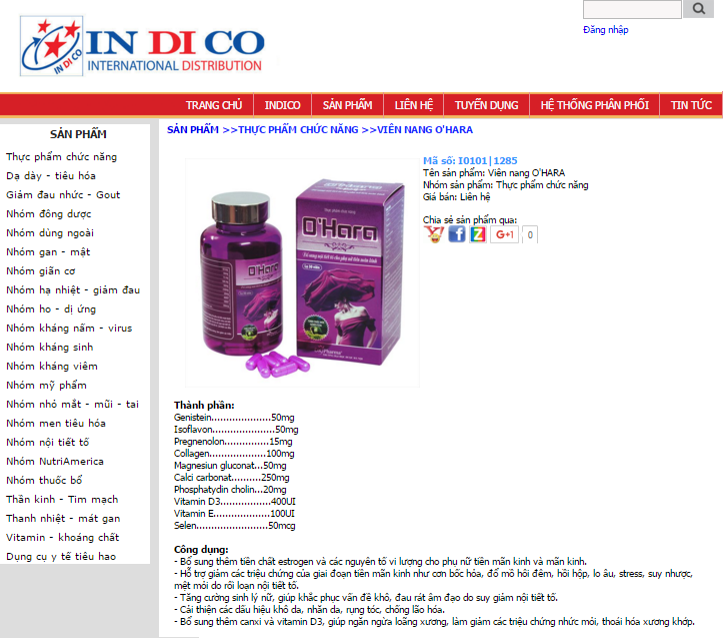 IN DI CO
INTERNATIONAL DISTRIBUTION
IN DI CO
Đăng nhập
TRANG CHỦ
INDICO
SẢN PHẨM
LIÊN HỆ
TUYỂN DỤNG
HỆ THỐNG PHÂN PHỐI
TIN TỨC
SẢN PHẨM
Thực phẩm chức năng
Dạ dày - tiêu hóa
Giảm đau nhức - Gout
Nhóm đông dược
Nhóm dùng ngoài
Nhóm gan - mật
Nhóm giãn cơ
Nhóm hạ nhiệt - giảm đau
Nhóm ho - dị ứng
Nhóm kháng nấm - virus
Nhóm kháng sinh
Nhóm kháng viêm
Nhóm mỹ phẩm
Nhóm nhỏ mắt - mũi - tai
Nhóm men tiêu hóa
Nhóm nội tiết tố
Nhóm NutriAmerica
Nhóm thuốc bổ
Thần kinh - Tim mạch
Thanh nhiệt - mát gan
Vitamin - khoáng chất
Dụng cụ y tế tiêu hao
SẢN PHẨM >>THỰC PHẨM CHỨC NĂNG >>VIÊN NANG O'HARA
O'Hara
O'Hara
Mã số: I0101|1285
Tên sản phẩm: Viên nang O'HARA
Nhóm sản phẩm: Thực phẩm chức năng
Giá bán: Liên hệ
Chia sẻ sản phẩm qua:
G+1 0
Thành phần:
Genistein....................50mg
Isoflavon.....................50mg
Pregnenolon...............15mg
Collagen...................100mg
Magnesiun gluconat...50mg
Calci carbonat..........250mg
Phosphatydin cholin...20mg
Vitamin D3.................400UI
Vitamin E...................100UI
Selen........................50mcg
Công dụng:
- Bổ sung thêm tiền chất estrogen và các nguyên tố vi lượng cho phụ nữ tiền mãn kinh và mãn kinh.
- Hỗ trợ giảm các triệu chứng của giai đoạn tiền mãn kinh như cơn bốc hỏa, đổ mồ hôi đêm, hồi hộp, lo âu, stress, suy nhược,
mệt mỏi do rối loạn nội tiết tố.
- Tăng cường sinh lý nữ, giúp khắc phục vấn đề khô, đau rát âm đạo do suy giảm nội tiết tố.
- Cải thiện các dấu hiệu khô da, nhăn da, rụng tóc, chống lão hóa.
- Bổ sung canxi và vitamin D3, giúp ngăn ngừa loãng xương, làm giảm các triệu chứng nhức mỏi, thoái hóa xương khớp.